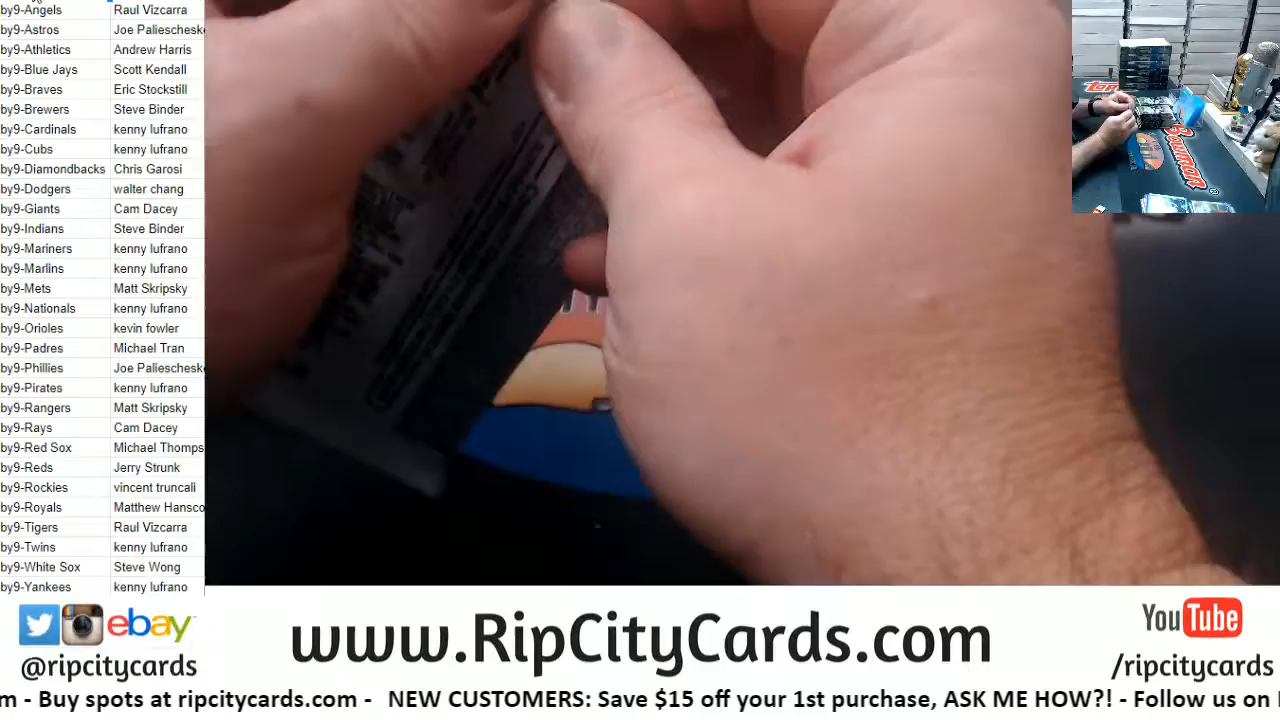 by9-Angels Raul Vizcarra
by9-Astros Joe Paliescheske
by9-Athletics Andrew Harris
by9-Blue Jays Scott Kendall
by9-Braves Eric Stockstill
by9-Brewers Steve Binder
by9-Cardinals kenny lufrano
by9-Cubs kenny lufrano
by9-Diamondbacks Chris Garosi
by9-Dodgers walter chang
by9-Giants Cam Dacey
by9-Indians Steve Binder
by9-Mariners kenny lufrano
by9-Marlins kenny lufrano
by9-Mets Matt Skripsky
by9-Nationals kenny lufrano
by9-Orioles kevin fowler
by9-Padres Michael Tran
by9-Phillies Joe Paliescheske
by9-Pirates kenny lufrano
by9-Rangers Matt Skripsky
by9-Rays Cam Dacey
by9-Red Sox Michael Thomps
by9-Reds Jerry Strunk
by9-Rockies vincent truncali
by9-Royals Matthew Hansco
by9-Tigers Raul Vizcarra
by9-Twins kenny lufrano
by9-White Sox Steve Wong
by9-Yankees kenny lufrano
Bowman
ebay
@ripcitycards
www.RipCityCards.com
YouTube
/ripcitycards
m - Buy spots at ripcitycards.com - NEW CUSTOMERS: Save $15 off your 1st purchase, ASK ME HOW?! - Follow us on